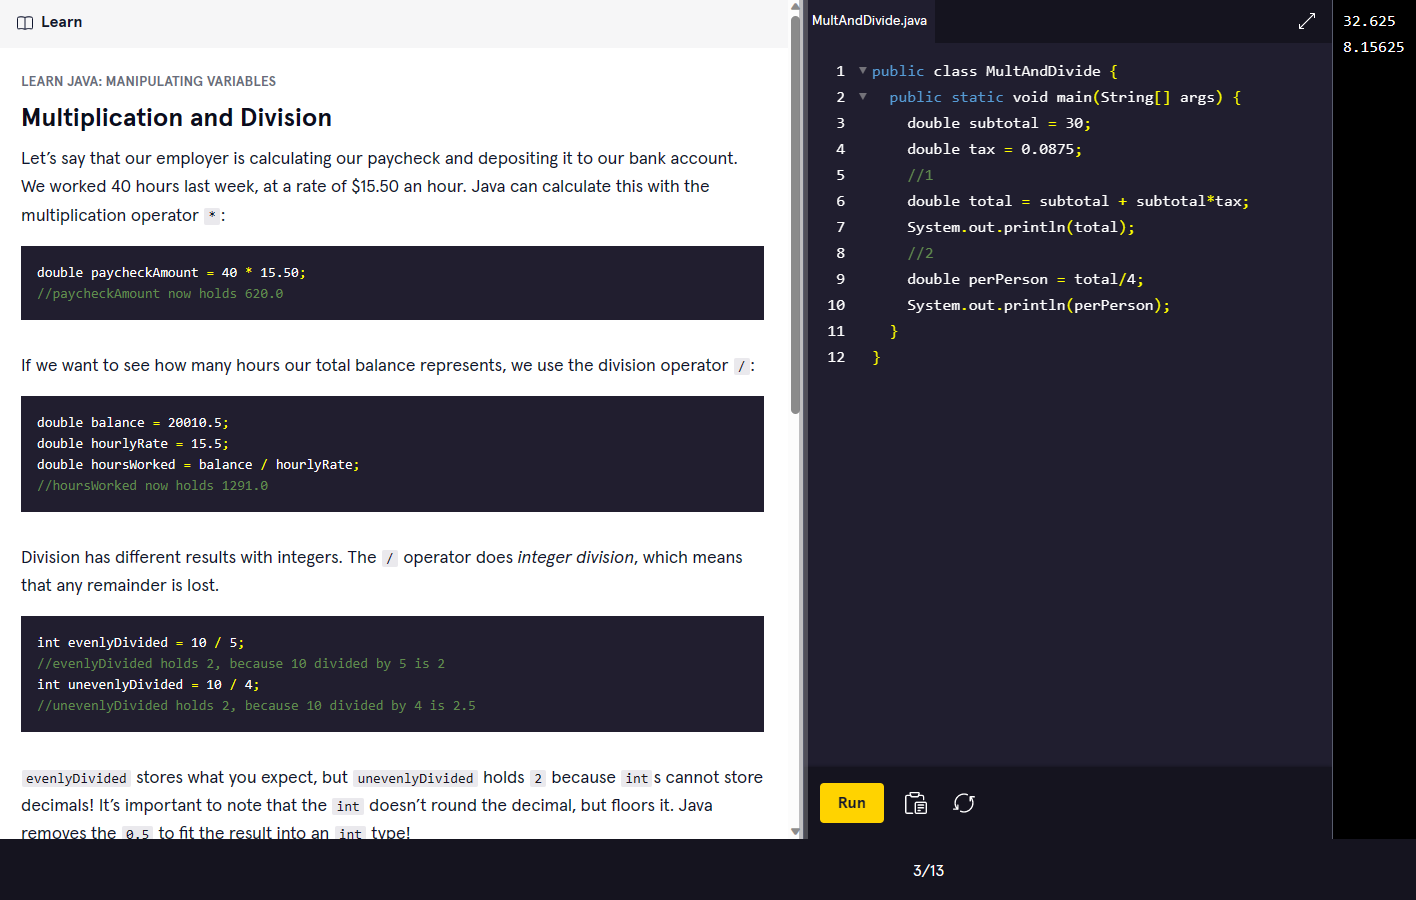 Learn
LEARN JAVA: MANIPULATING VARIABLES
Multiplication and Division
Let’s say that our employer is calculating our paycheck and depositing it to our bank account.
We worked 40 hours last week, at a rate of $15.50 an hour. Java can calculate this with the
multiplication operator *:
double paycheckAmount = 40 * 15.50;
//paycheckAmount now holds 620.0
If we want to see how many hours our total balance represents, we use the division operator /:
double balance = 20010.5;
double hourlyRate = 15.5;
double hoursWorked = balance / hourlyRate;
//hoursWorked now holds 1291.0
Division has different results with integers. The / operator does integer division, which means
that any remainder is lost.
int evenlyDivided = 10 / 5;
//evenlyDivided holds 2, because 10 divided by 5 is 2
int unevenlyDivided = 10 / 4;
//unevenlyDivided holds 2, because 10 divided by 4 is 2.5
evenlyDivided stores what you expect, but unevenlyDivided holds 2 because int s cannot store
decimals! It’s important to note that the int doesn’t round the decimal, but floors it. Java
removes the 0.5 to fit the result into an int type!
MultAndDivide.java
1 public class MultAndDivide {
2 public static void main(String[] args) {
3 double subtotal = 30;
4 double tax = 0.0875;
5 //1
6 double total = subtotal + subtotal*tax;
7 System.out.println(total);
8 //2
9 double perPerson = total/4;
10 System.out.println(perPerson);
11 }
12 }
Run
32.625
8.15625
3/13